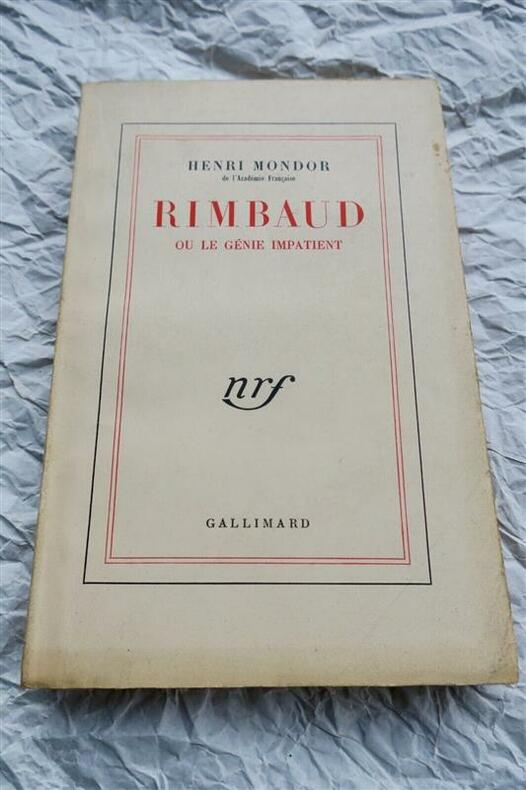 HENRI MONDOR
de l'Académie Française
RIMBAUD
OU LE GÉNIE IMPATIENT
nrf
GALLIMARD